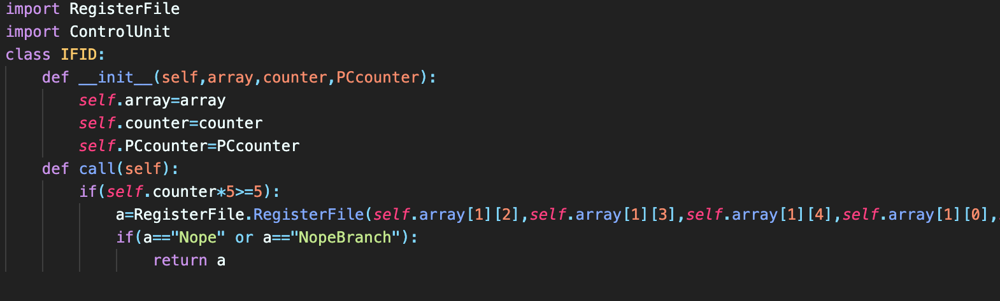 import RegisterFile
import ControlUnit
class IFID:
    def __init__(self,array,counter,PCcounter):
        self.array=array
        self.counter=counter
        self.PCcounter=PCcounter
    def call(self):
        if(self.counter*5>=5):
            a=RegisterFile.RegisterFile(self.array[1][2],self.array[1][3],self.array[1][4],self.array[1][0],
            if(a=="Nope" or a=="NopeBranch"):
                return a